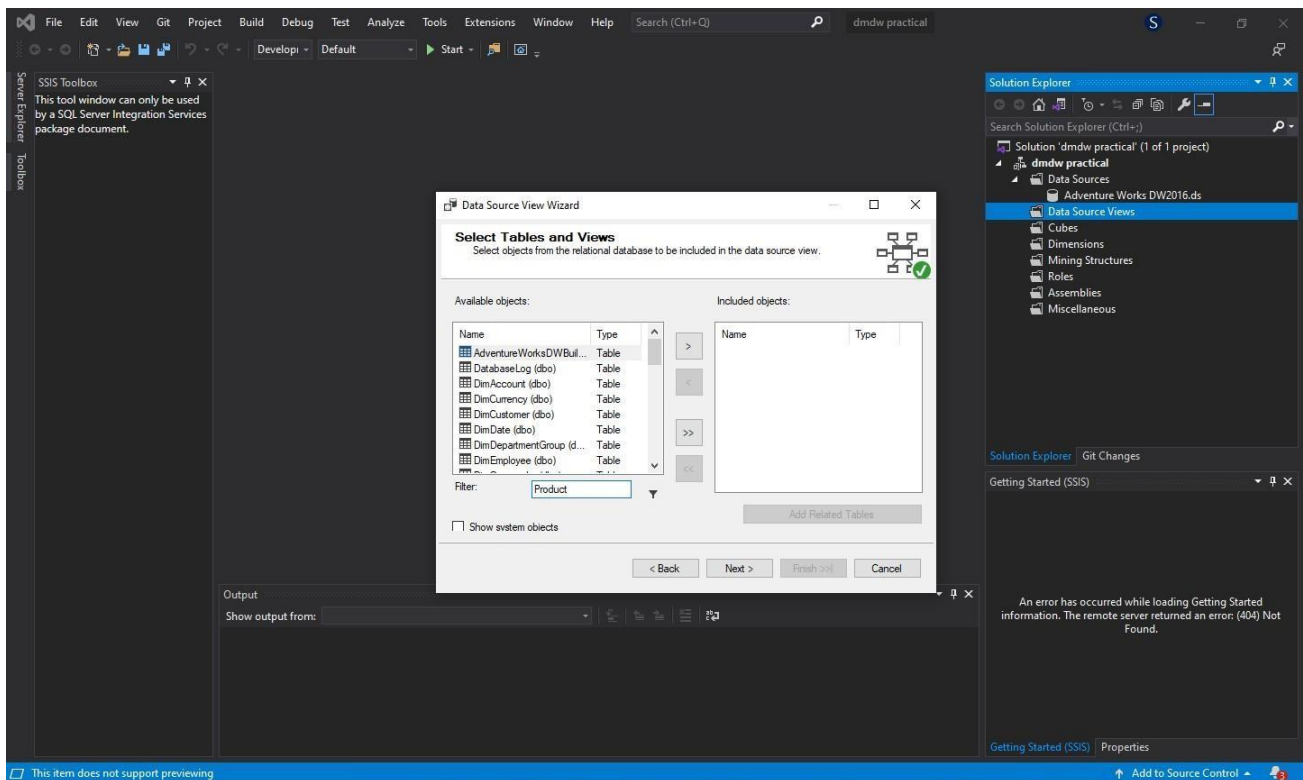 File Edit View Git Project Build Debug Test Analyze Tools Extensions Window Help Search (Ctrl+Q) dmdw practical S
Developi Default Start
Server Explorer
Toolbox
SSIS Toolbox
This tool window can only be used
by a SQL Server Integration Services
package document.
Data Source View Wizard
Select Tables and Views
Select objects from the relational database to be included in the data source view.
Available objects:
Name Type
AdventureWorksDWBuil... Table
DatabaseLog (dbo) Table
DimAccount (dbo) Table
DimCurrency (dbo) Table
DimCustomer (dbo) Table
DimDate (dbo) Table
DimDepartmentGroup (d... Table
DimEmployee (dbo) Table
Filter: Product
Show system objects
>
<
>>
<<
Included objects:
Name Type
Add Related Tables
< Back Next > Finish >>| Cancel
Output
Show output from:
Solution Explorer
Search Solution Explorer (Ctrl+;)
Solution 'dmdw practical' (1 of 1 project)
dmdw practical
Data Sources
Adventure Works DW2016.ds
Data Source Views
Cubes
Dimensions
Mining Structures
Roles
Assemblies
Miscellaneous
Solution Explorer Git Changes
Getting Started (SSIS)
An error has occurred while loading Getting Started
information. The remote server returned an error: (404) Not
Found.
Getting Started (SSIS) Properties
This item does not support previewing
Add to Source Control 3